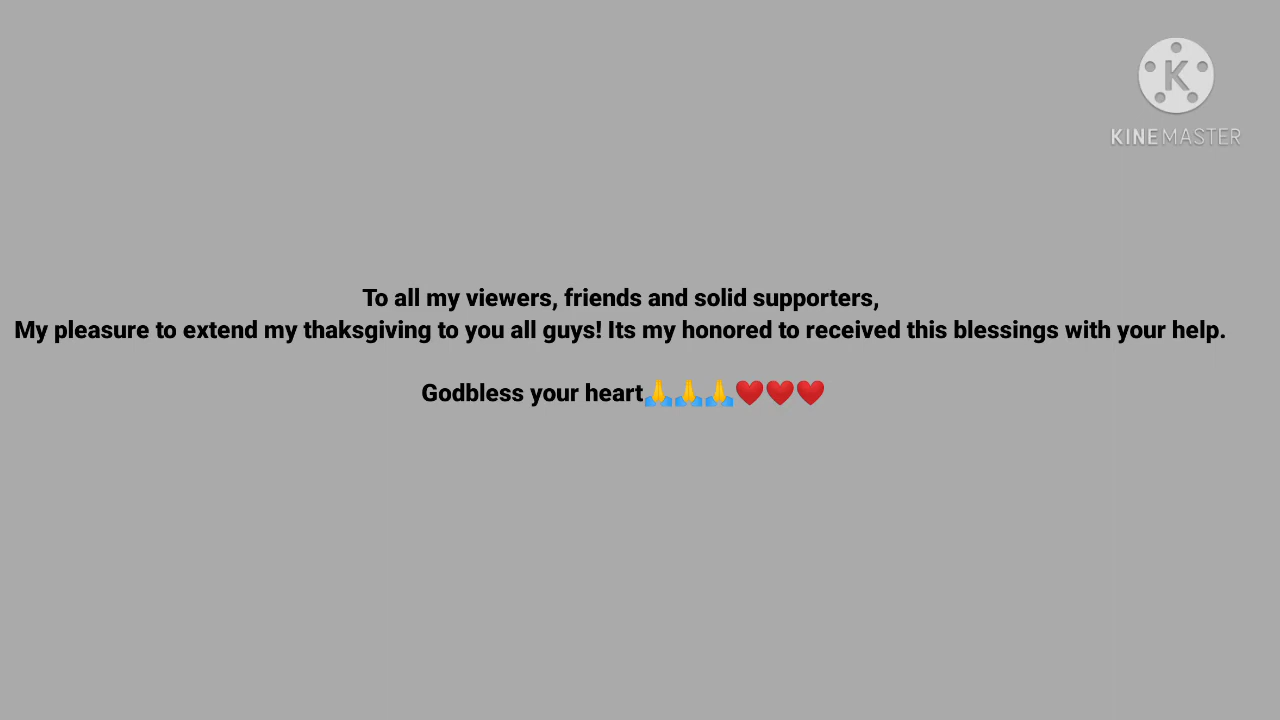 K
KINEMASTER
To all my viewers, friends and solid supporters,
My pleasure to extend my thaksgiving to you all guys! Its my honored to received this blessings with your help.
Godbless your heart🙏🙏🙏❤️❤️❤️